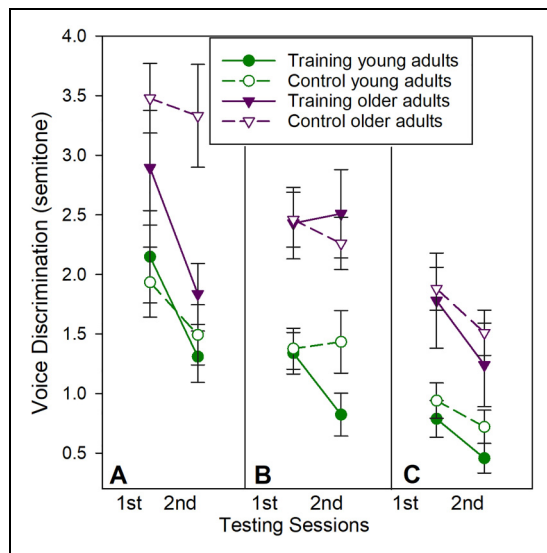 Voice Discrimination (semitone)
4.0
3.5
3.0
2.5
2.0
1.5
1.0
0.5
Training young adults
Control young adults
Training older adults
Control older adults
A
B
C
1st 2nd 1st 2nd 1st 2nd
Testing Sessions